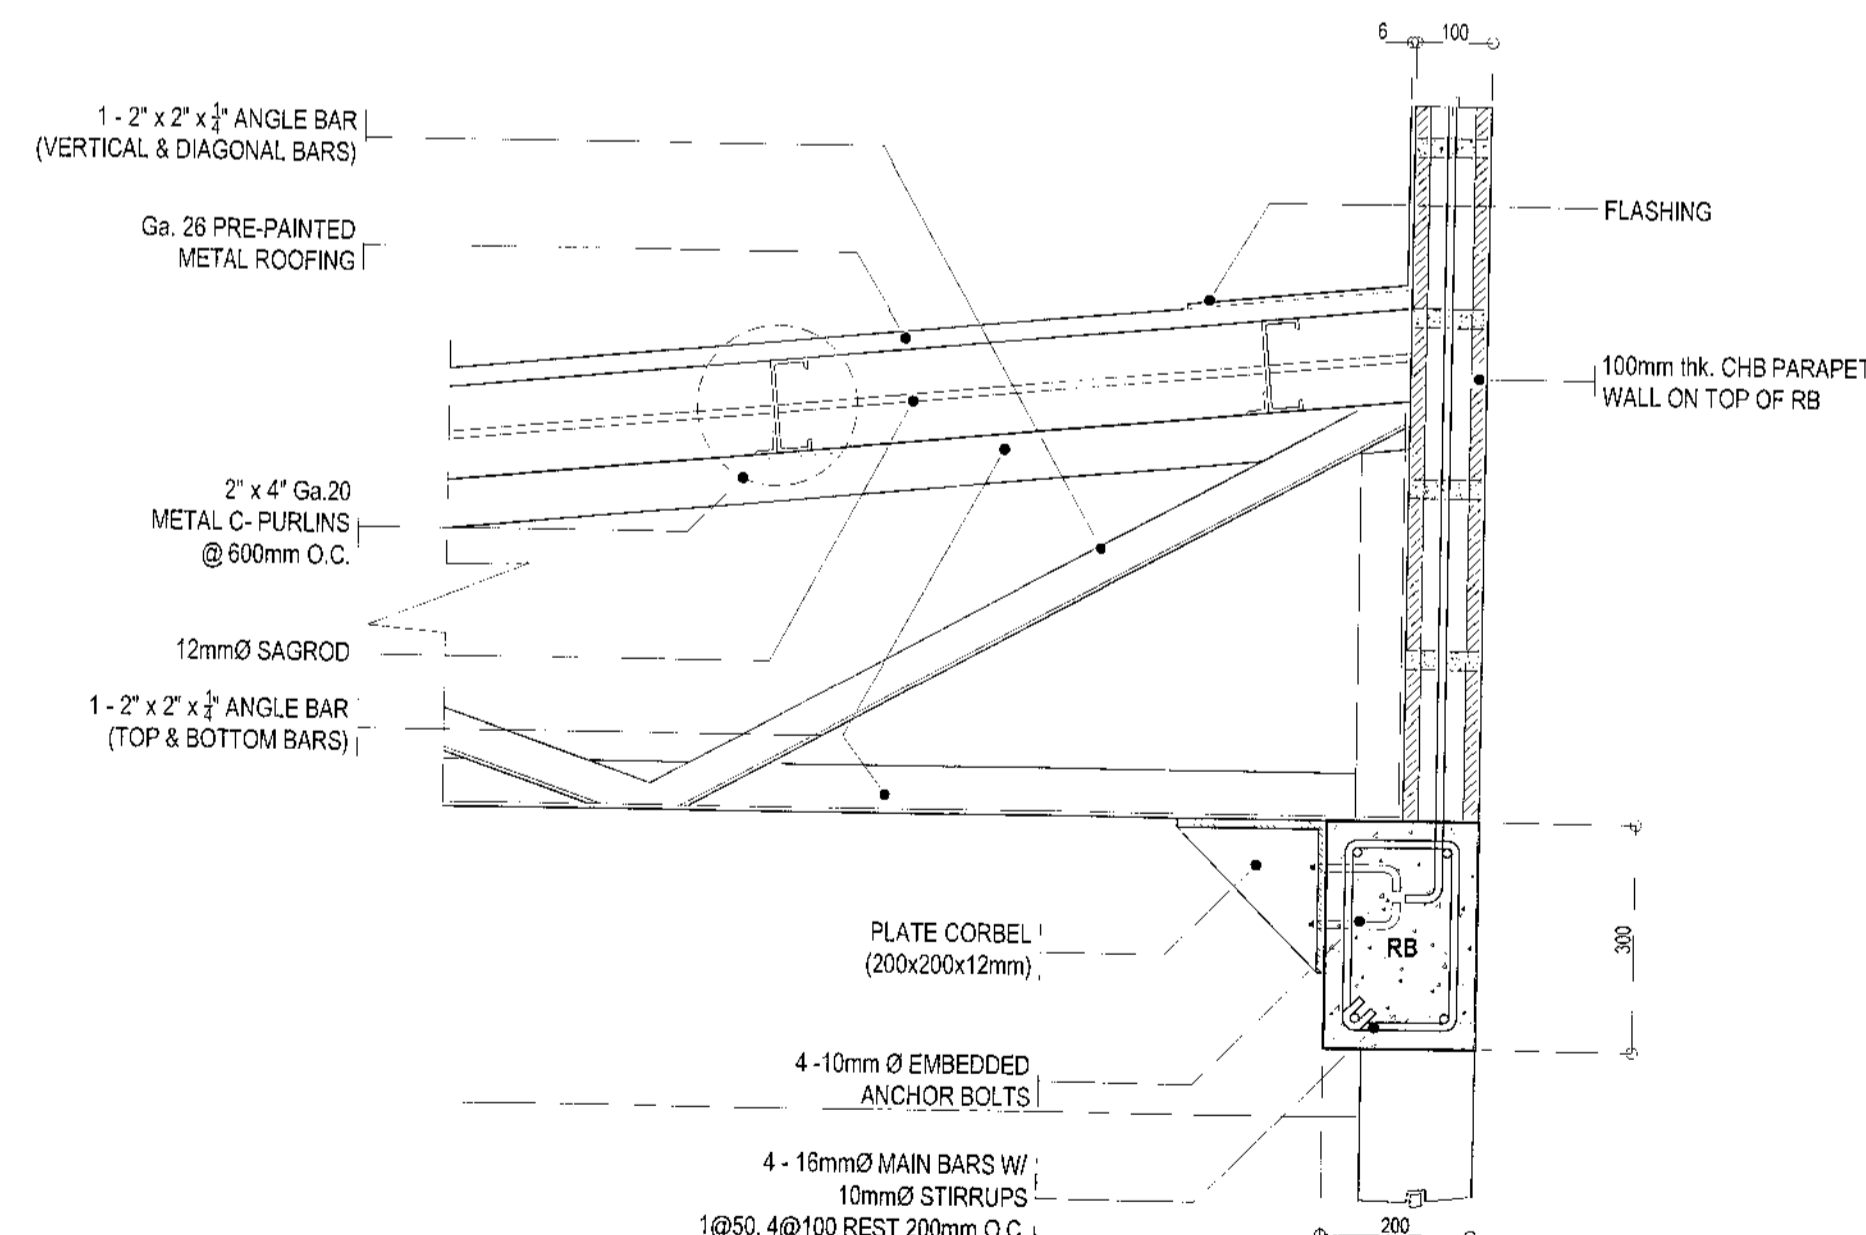 6 100
1 - 2" x 2" x 1/4" ANGLE BAR
(VERTICAL & DIAGONAL BARS)
Ga. 26 PRE-PAINTED
METAL ROOFING
FLASHING
100mm thk. CHB PARAPET
WALL ON TOP OF RB
2" x 4" Ga.20
METAL C- PURLINS
@ 600mm O.C.
12mmØ SAGROD
1 - 2" x 2" x 1/4" ANGLE BAR
(TOP & BOTTOM BARS)
PLATE CORBEL
(200x200x12mm)
RB
300
4 -10mm Ø EMBEDDED
ANCHOR BOLTS
4 - 16mmØ MAIN BARS W/
10mmØ STIRRUPS
1@50, 4@100 REST 200mm O.C.
200